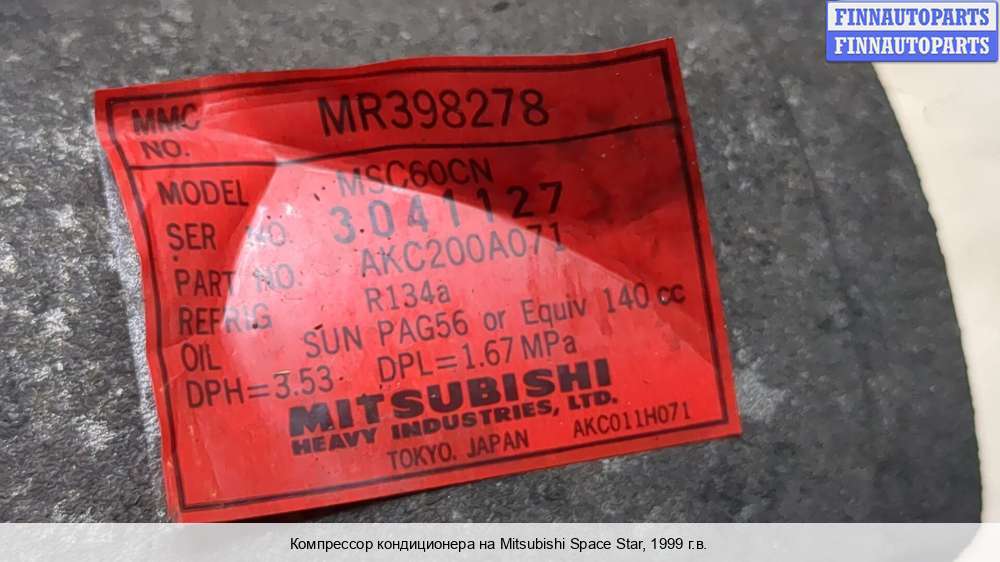 FINNAUTOPARTS
FINNAUTOPARTS
MMC NO. MR398278
MODEL MSC60CN
SER NO. 3041127
PART NO. AKC200A071
REFRIG R134a
OIL SUN PAG56 or Equiv 140 cc
DPH=3.53 DPL=1.67MPa
MITSUBISHI
HEAVY INDUSTRIES, LTD.
TOKYO. JAPAN AKC011H071
Компрессор кондиционера на Mitsubishi Space Star, 1999 г.в.